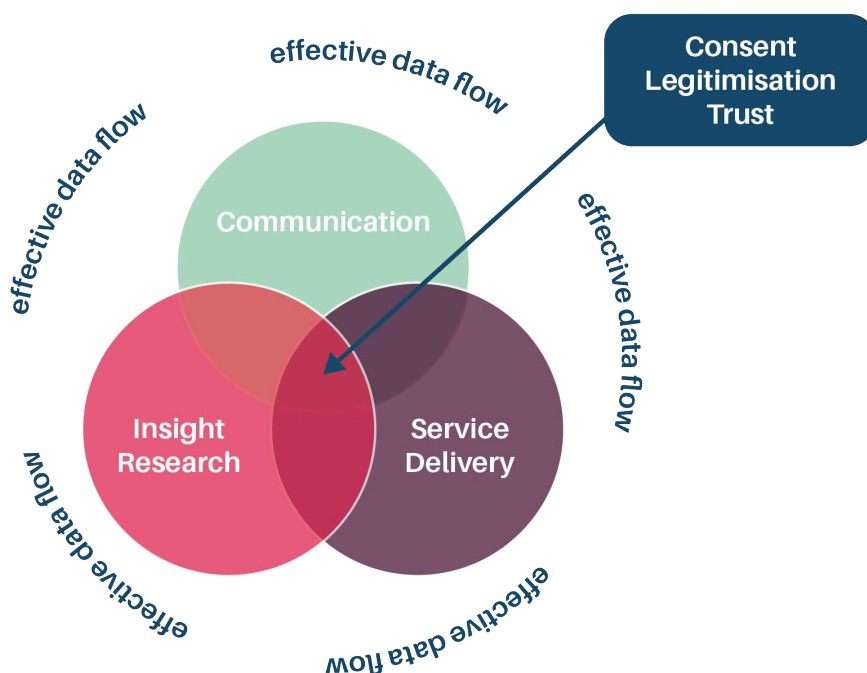 effective data flow
Consent
Legitimisation
Trust
effective data flow
effective data flow
Communication
Insight
Research
Service
Delivery
effective data flow
effective data flow